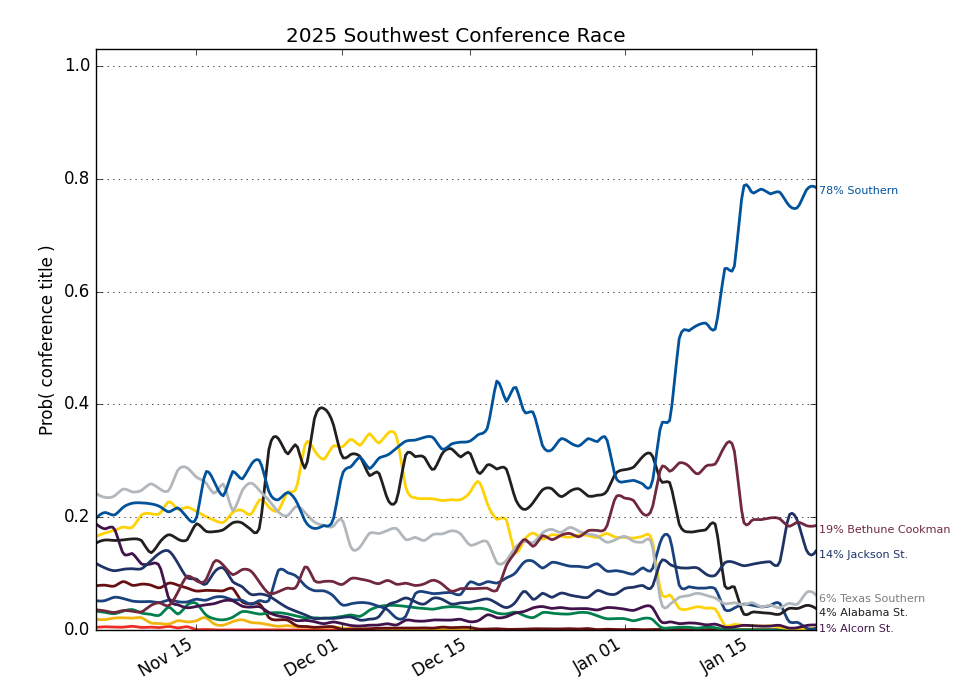 2025 Southwest Conference Race
Prob( conference title )
1.0
0.8
0.6
0.4
0.2
0.0
78% Southern
19% Bethune Cookman
14% Jackson St.
6% Texas Southern
4% Alabama St.
1% Alcorn St.
Nov 15
Dec 01
Dec 15
Jan 01
Jan 15